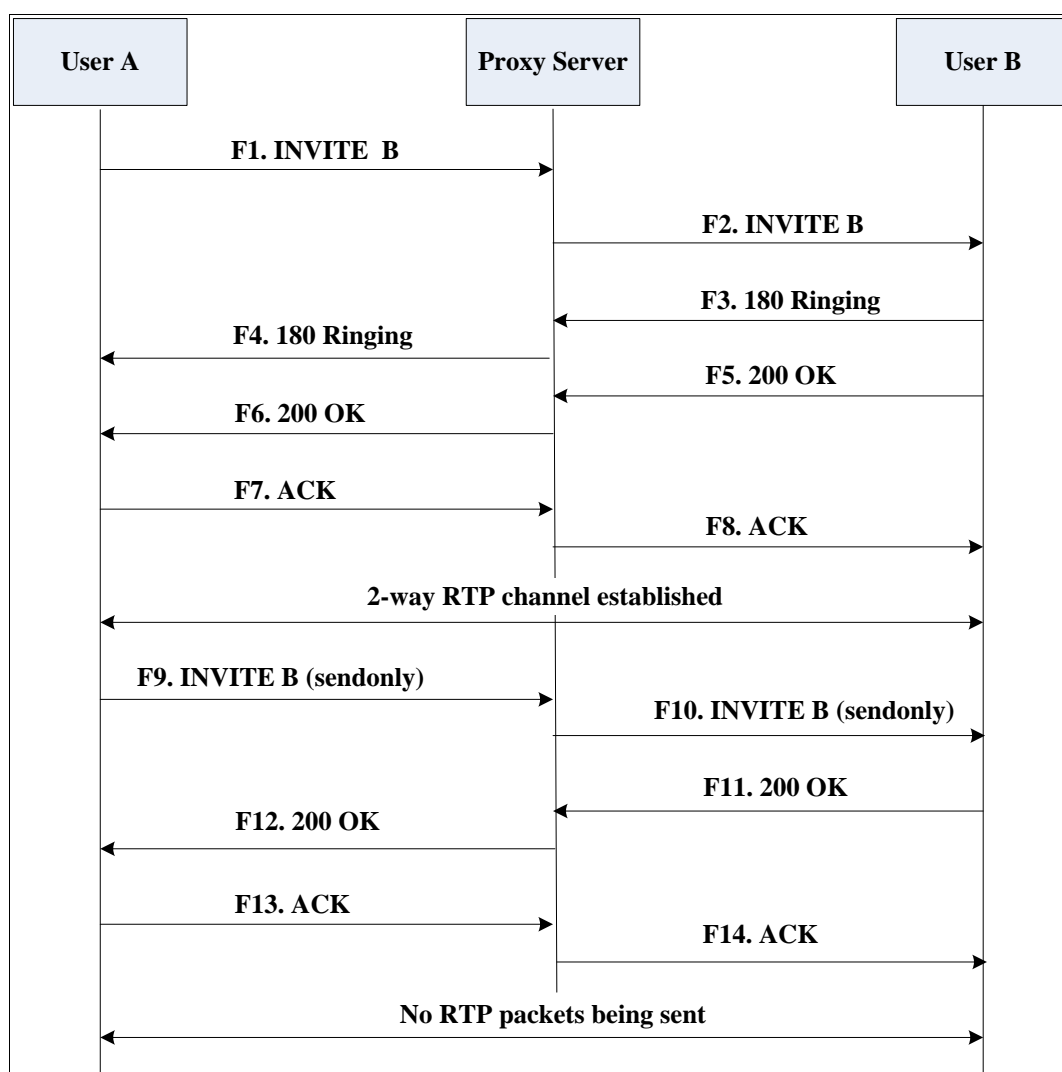 User A
Proxy Server
User B
F1. INVITE B
F2. INVITE B
F3. 180 Ringing
F4. 180 Ringing
F5. 200 OK
F6. 200 OK
F7. ACK
F8. ACK
2-way RTP channel established
F9. INVITE B (sendonly)
F10. INVITE B (sendonly)
F11. 200 OK
F12. 200 OK
F13. ACK
F14. ACK
No RTP packets being sent